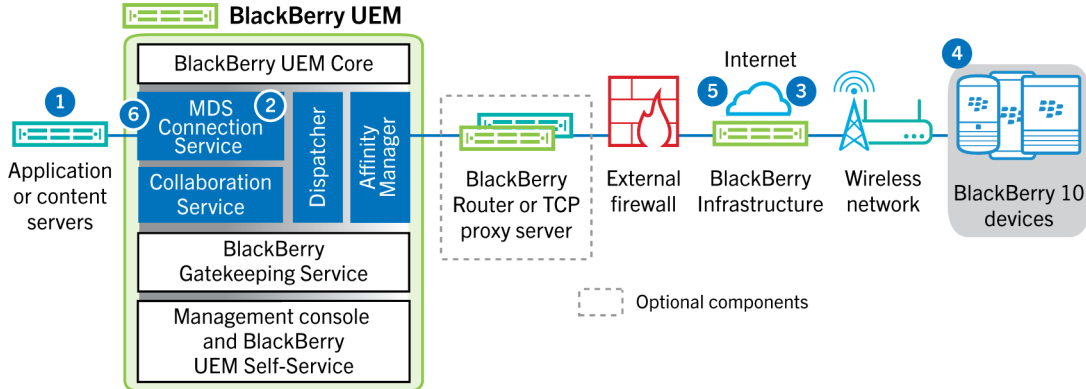 BlackBerry UEM
BlackBerry UEM Core
1
Application
or content
servers
6
MDS
Connection
Service
2
Collaboration
Service
Dispatcher
Affinity
Manager
BlackBerry
Gatekeeping Service
Management console
and BlackBerry
UEM Self-Service
BlackBerry
Router or TCP
proxy server
External
firewall
Internet
5
3
BlackBerry
Infrastructure
Wireless
network
4
BlackBerry 10
devices
Optional components